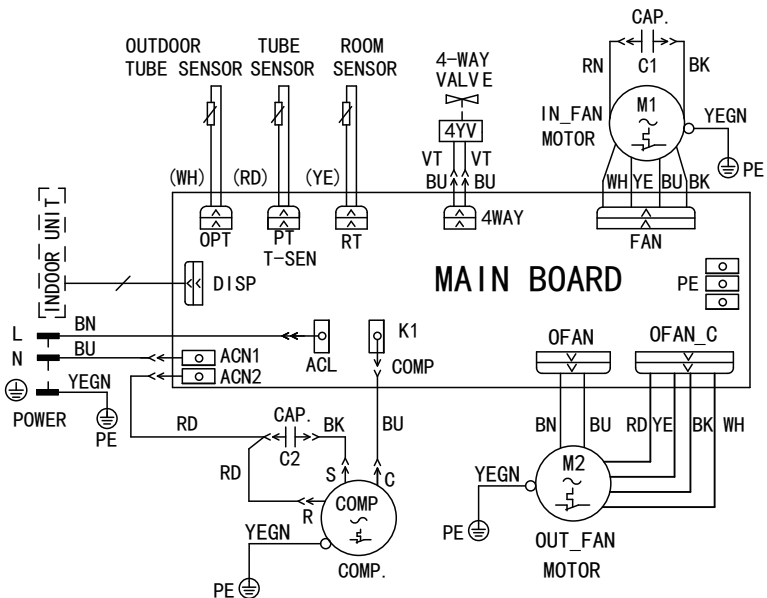 CAP.
OUTDOOR TUBE SENSOR
TUBE SENSOR
ROOM SENSOR
4-WAY VALVE
RN
C1
BK
M1
IN_FAN MOTOR
YEGN
4YV
VT
VT
(WH)
(RD)
(YE)
BU
BU
WH
YE
BU
BK
PE
OPT
PT
T-SEN
RT
4WAY
FAN
INDOOR UNIT
DISP
MAIN BOARD
PE
L
BN
ACL
K1
COMP
OFAN
OFAN_C
N
BU
ACN1
ACN2
YEGN
POWER
PE
RD
CAP.
C2
BK
BU
BN
BU
RD
YE
BK
WH
RD
S
C
R
COMP
YEGN
PE
COMP.
M2
YEGN
PE
OUT_FAN
MOTOR